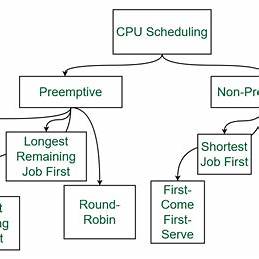 CPU Scheduling
Preemptive
Non-Pre
Longest
Remaining
Job First
Shortest
Job First
Round-
Robin
First-
Come
First-
Serve
t
ng
t